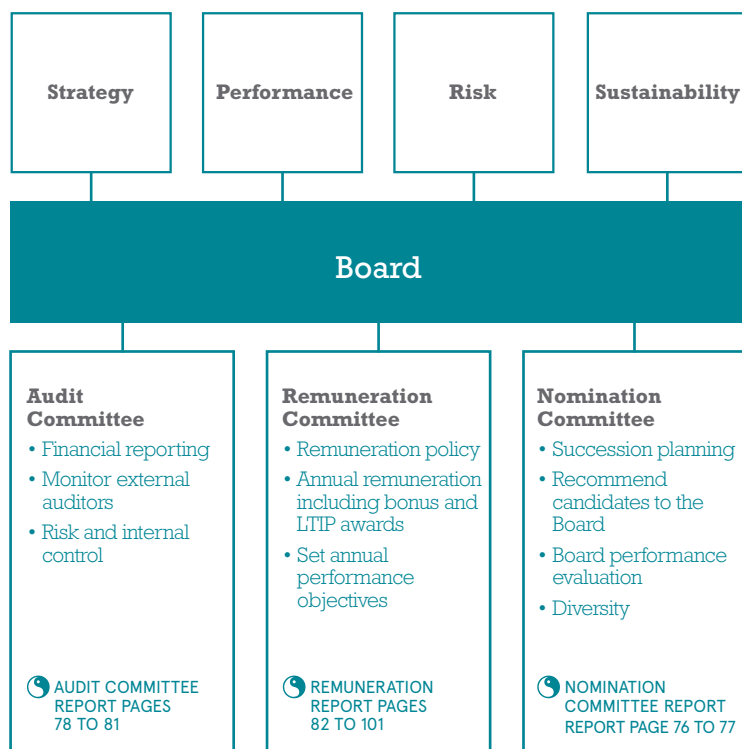 Strategy
Performance
Risk
Sustainability
Board
Audit
Committee
• Financial reporting
• Monitor external
auditors
• Risk and internal
control
AUDIT COMMITTEE
REPORT PAGES
78 TO 81
Remuneration
Committee
• Remuneration policy
• Annual remuneration
including bonus and
LTIP awards
• Set annual
performance
objectives
REMUNERATION
REPORT PAGES
82 TO 101
Nomination
Committee
• Succession planning
• Recommend
candidates to the
Board
• Board performance
evaluation
• Diversity
NOMINATION
COMMITTEE REPORT
REPORT PAGE 76 TO 77